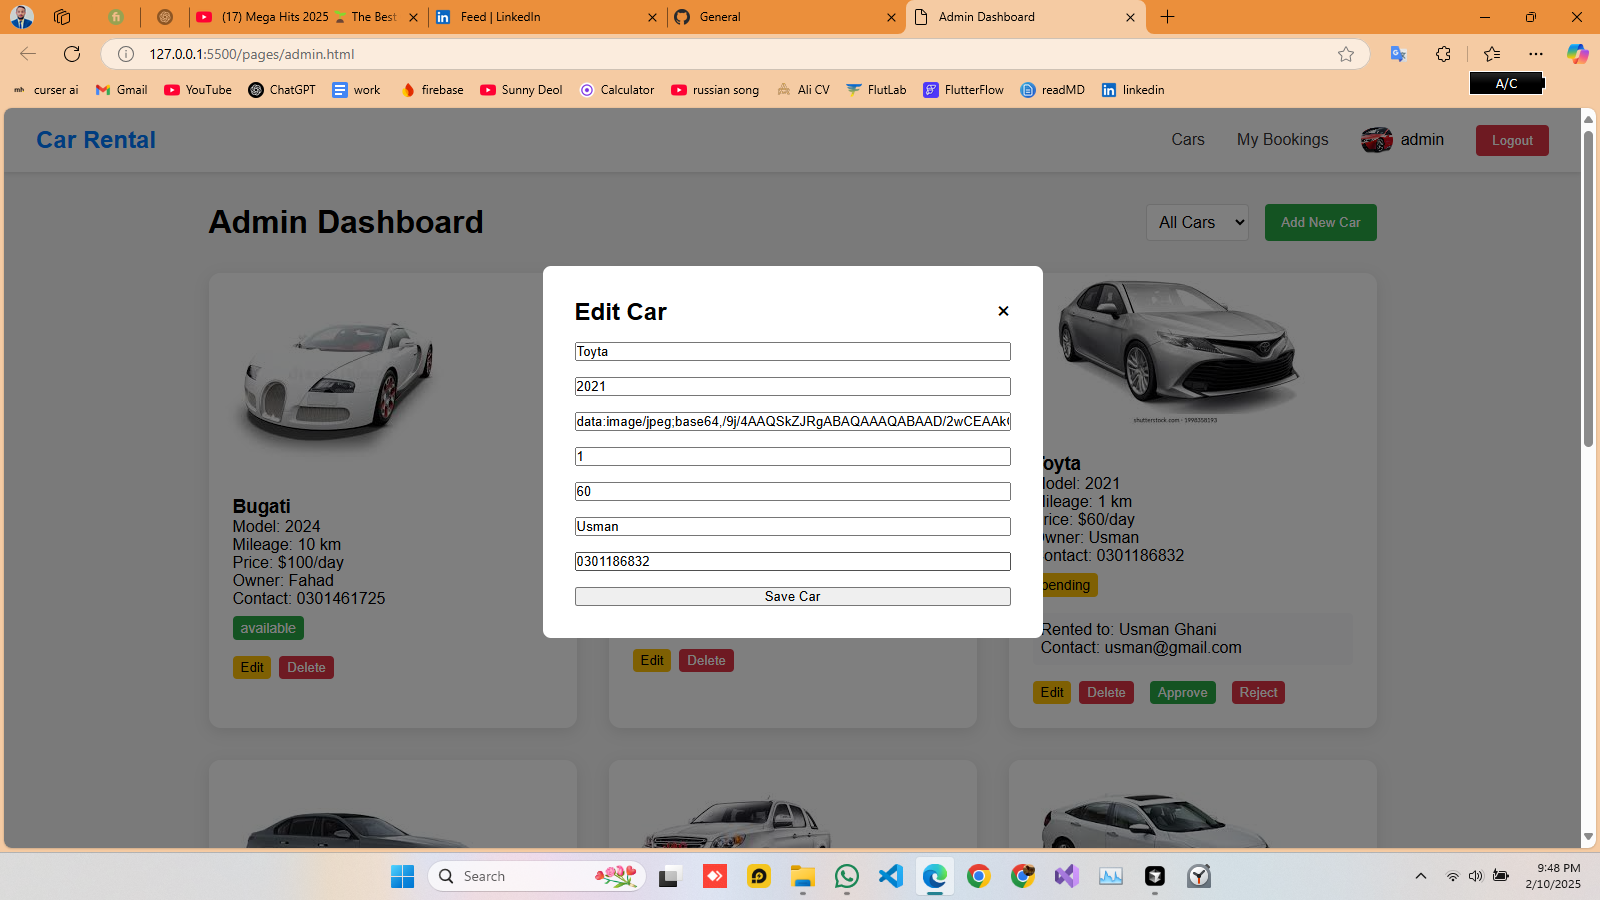 (17) Mega Hits 2025 🌱 The Best
Feed | LinkedIn
General
Admin Dashboard
127.0.0.1:5500/pages/admin.html
curser ai
Gmail
YouTube
ChatGPT
work
firebase
Sunny Deol
Calculator
russian song
Ali CV
FlutLab
FlutterFlow
readMD
linkedin
A/C
Car Rental
Cars
My Bookings
admin
Logout
Admin Dashboard
All Cars
Add New Car
Edit Car
Toyta
2021
data:image/jpeg;base64,/9j/4AAQSkZJRgABAQAAAQABAAD/2wCEAAk
1
60
Usman
0301186832
Save Car
Bugati
Model: 2024
Mileage: 10 km
Price: $100/day
Owner: Fahad
Contact: 0301461725
available
Edit
Delete
Edit
Delete
shutterstock.com · 1998358193
oyta
odel: 2021
ileage: 1 km
rice: $60/day
wner: Usman
ontact: 0301186832
pending
Rented to: Usman Ghani
Contact: usman@gmail.com
Edit
Delete
Approve
Reject
Search
9:48 PM
2/10/2025